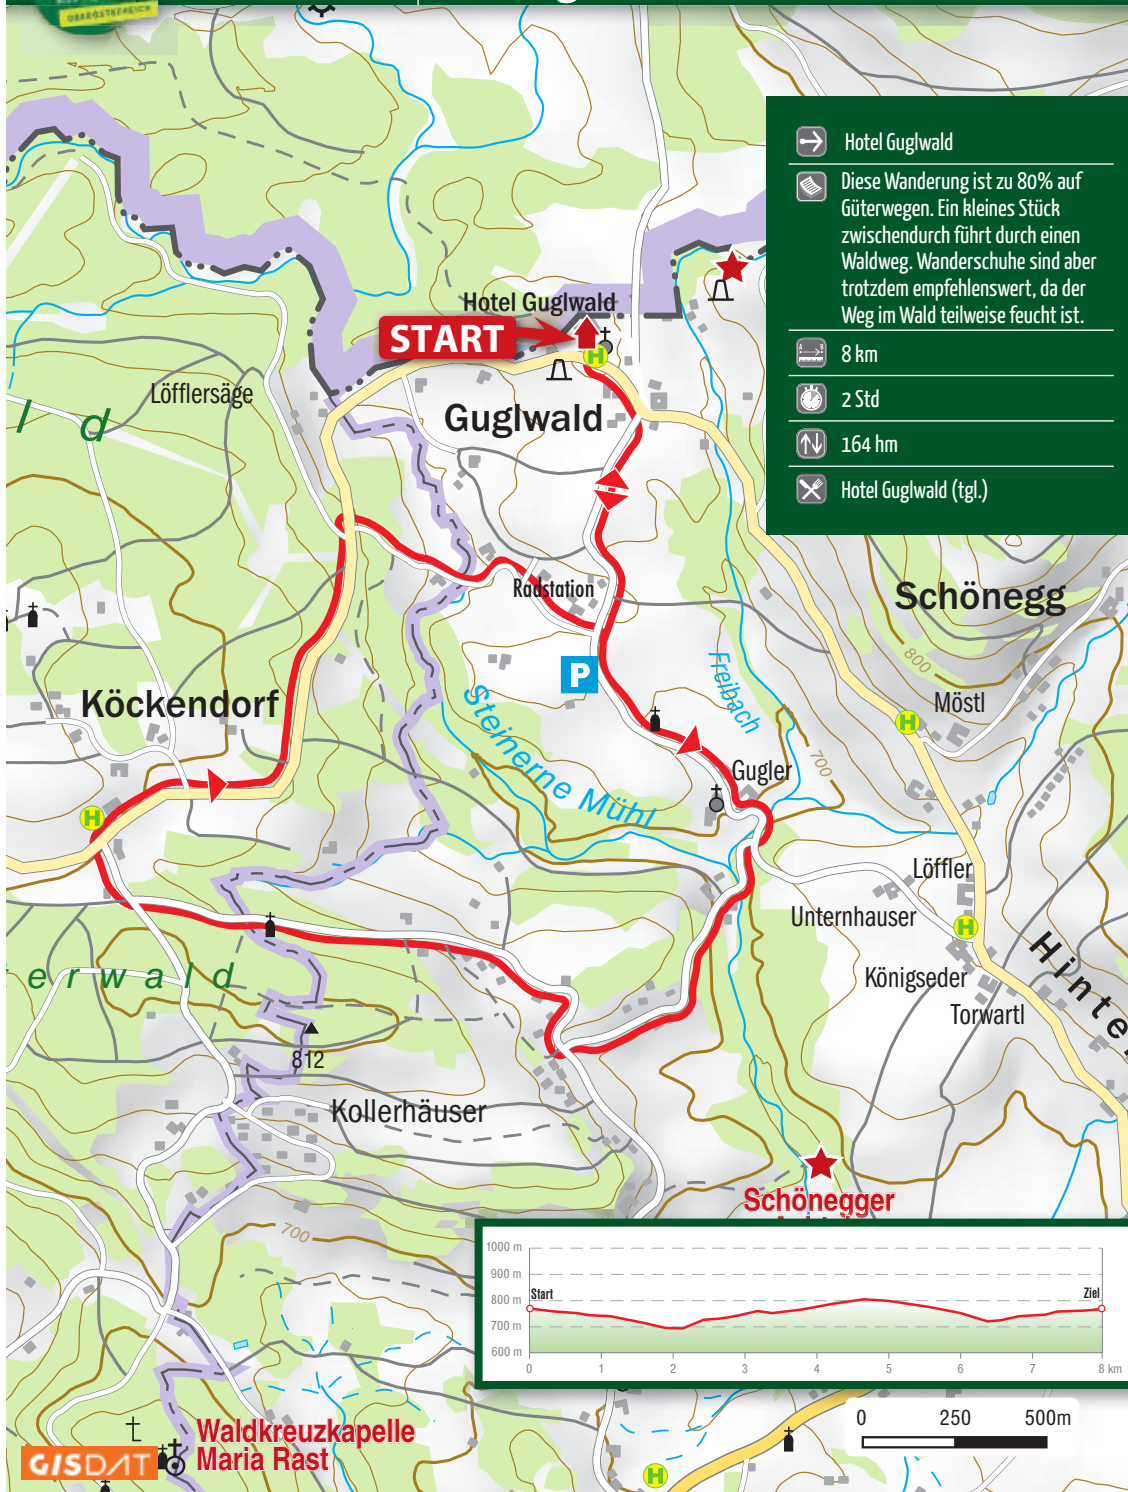 OBERÖSTERREICH
Hotel Guglwald
Diese Wanderung ist zu 80% auf
Güterwegen. Ein kleines Stück
zwischendurch führt durch einen
Waldweg. Wanderschuhe sind aber
trotzdem empfehlenswert, da der
Weg im Wald teilweise feucht ist.
8 km
2 Std
164 hm
Hotel Guglwald (tgl.)
Hotel Guglwald
START
H
Löfflersäge
l d
Guglwald
Radstation
Schönegg
800
Freibach
P
Köckendorf
Steinerne Mühl
Möstl
H
Gugler
700
H
Löffler
Unternhauser
H
erwald
Königseder
Torwartl
812
Kollerhäuser
Schönegger
700
1000 m
900 m
800 m
700 m
600 m
Start
Ziel
0 1 2 3 4 5 6 7 8 km
0 250 500m
Waldkreuzkapelle
Maria Rast
GISDAT
H